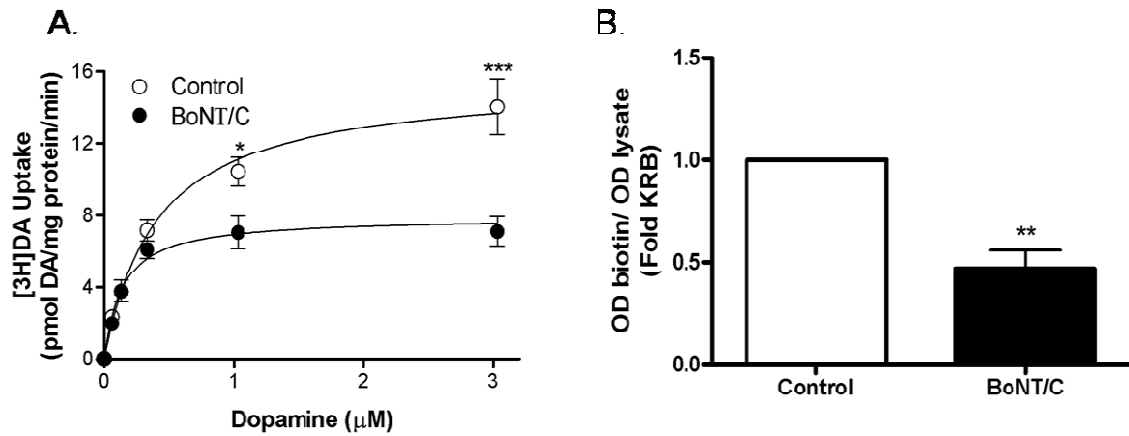 A.
[3H]DA Uptake
(pmol DA/mg protein/min)
16
12
8
4
0
Control
BoNT/C
*
***
0
1
2
3
Dopamine (μM)
B.
OD biotin/ OD lysate
(Fold KRB)
1.5
1.0
0.5
0.0
**
Control
BoNT/C